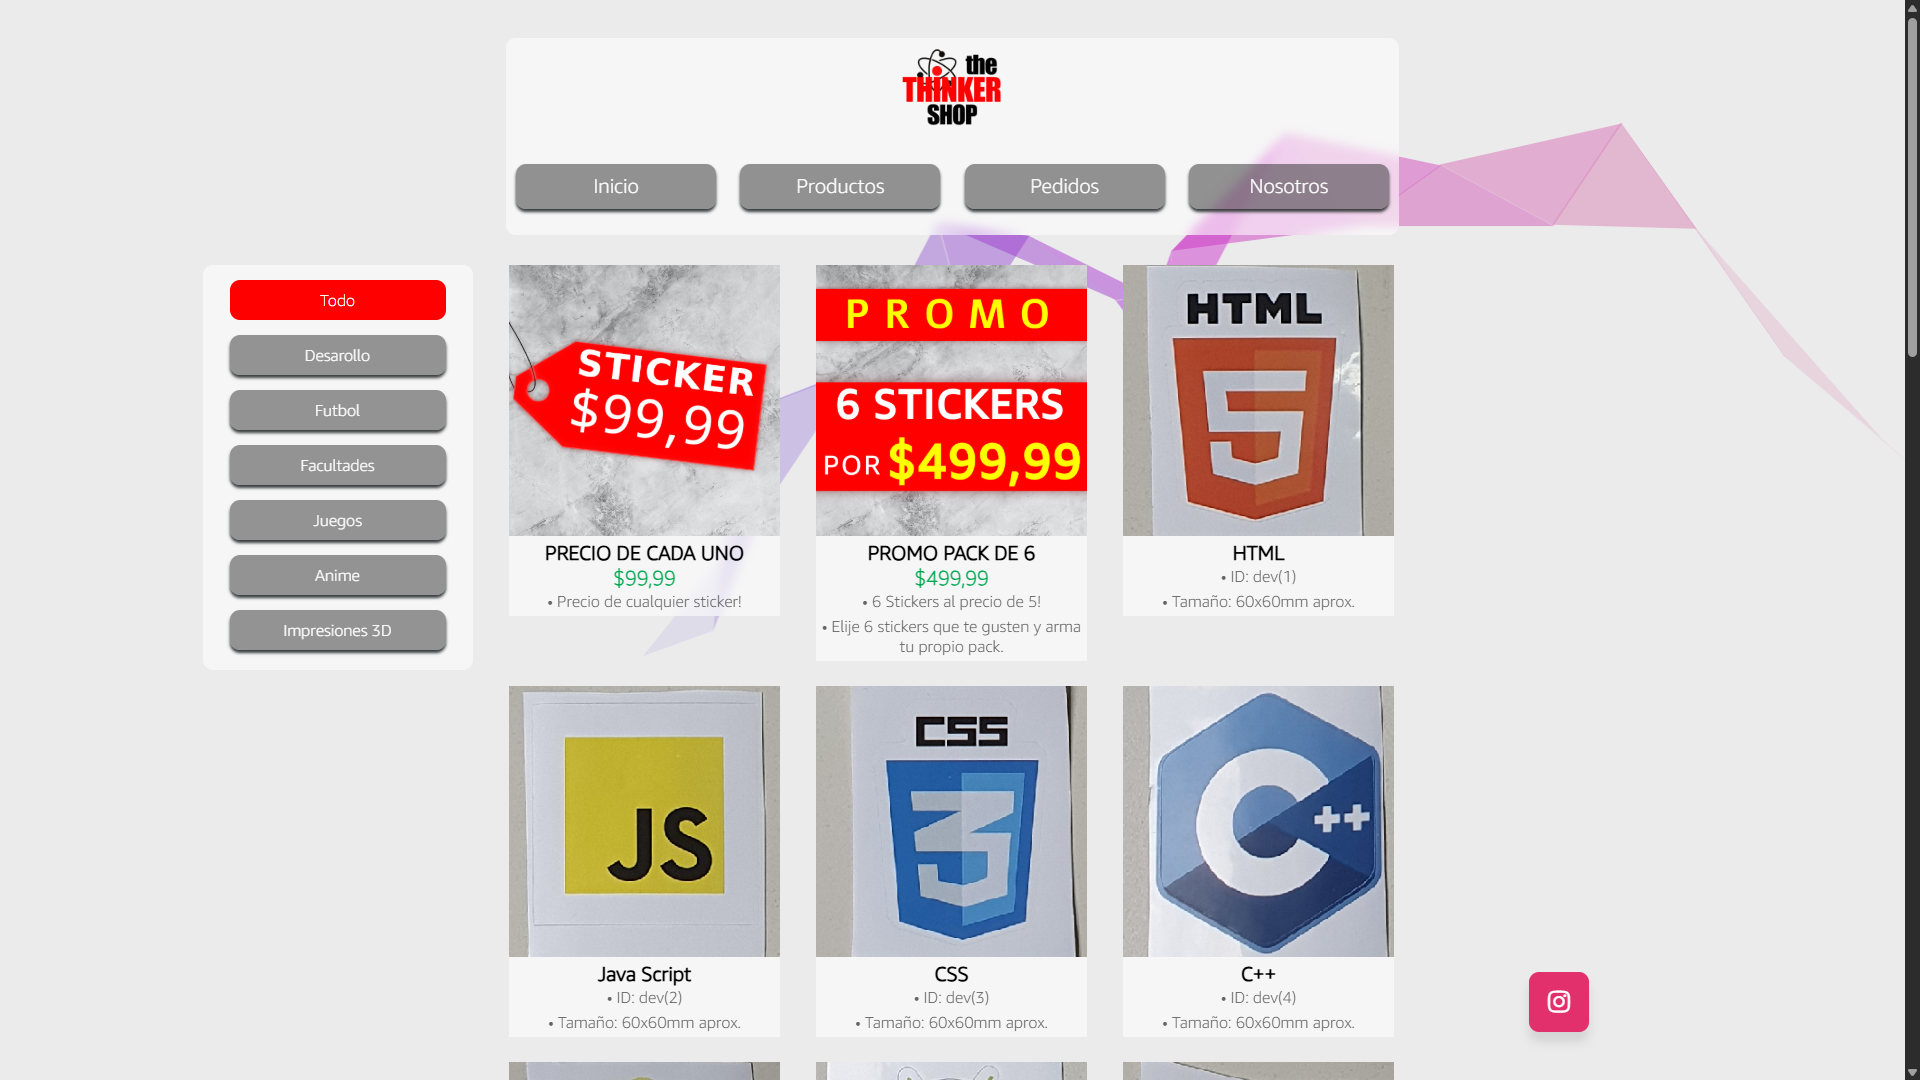 the
THINKER
SHOP
Inicio
Productos
Pedidos
Nosotros
Todo
Desarollo
Futbol
Facultades
Juegos
Anime
Impresiones 3D
STICKER
$99,99
PRECIO DE CADA UNO
$99,99
• Precio de cualquier sticker!
PROMO
6 STICKERS
POR $499,99
PROMO PACK DE 6
$499,99
• 6 Stickers al precio de 5!
• Elije 6 stickers que te gusten y arma
tu propio pack.
HTML
5
HTML
• ID: dev(1)
• Tamaño: 60x60mm aprox.
JS
Java Script
• ID: dev(2)
• Tamaño: 60x60mm aprox.
CSS
3
CSS
• ID: dev(3)
• Tamaño: 60x60mm aprox.
C++
C++
• ID: dev(4)
• Tamaño: 60x60mm aprox.